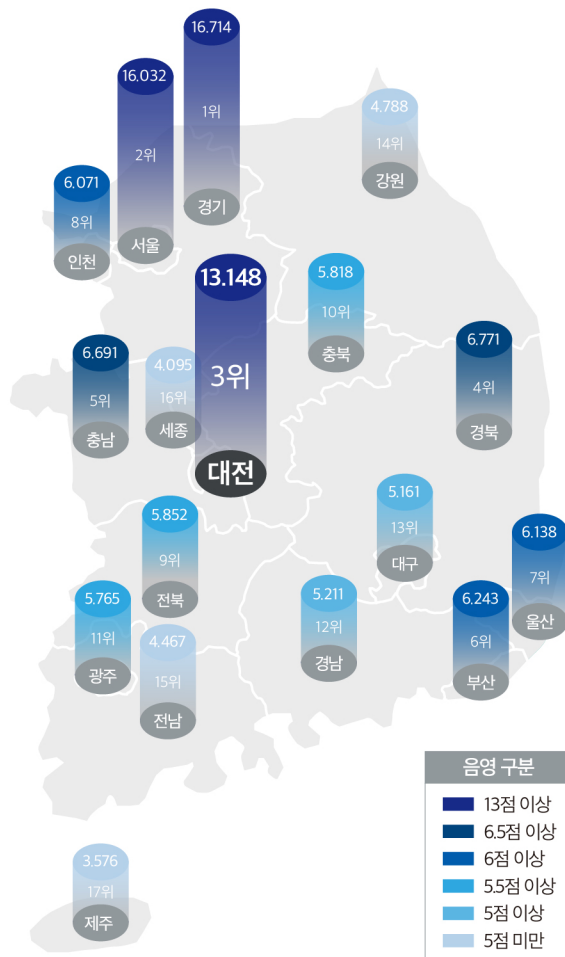 16.714
1위
경기
16.032
2위
서울
4.788
14위
강원
6.071
8위
인천
13.148
3위
대전
5.818
10위
충북
6.691
5위
충남
4.095
16위
세종
6.771
4위
경북
5.161
13위
대구
5.852
9위
전북
6.138
7위
울산
5.765
11위
광주
4.467
15위
전남
5.211
12위
경남
6.243
6위
부산
3.576
17위
제주
음영 구분
13점 이상
6.5점 이상
6점 이상
5.5점 이상
5점 이상
5점 미만